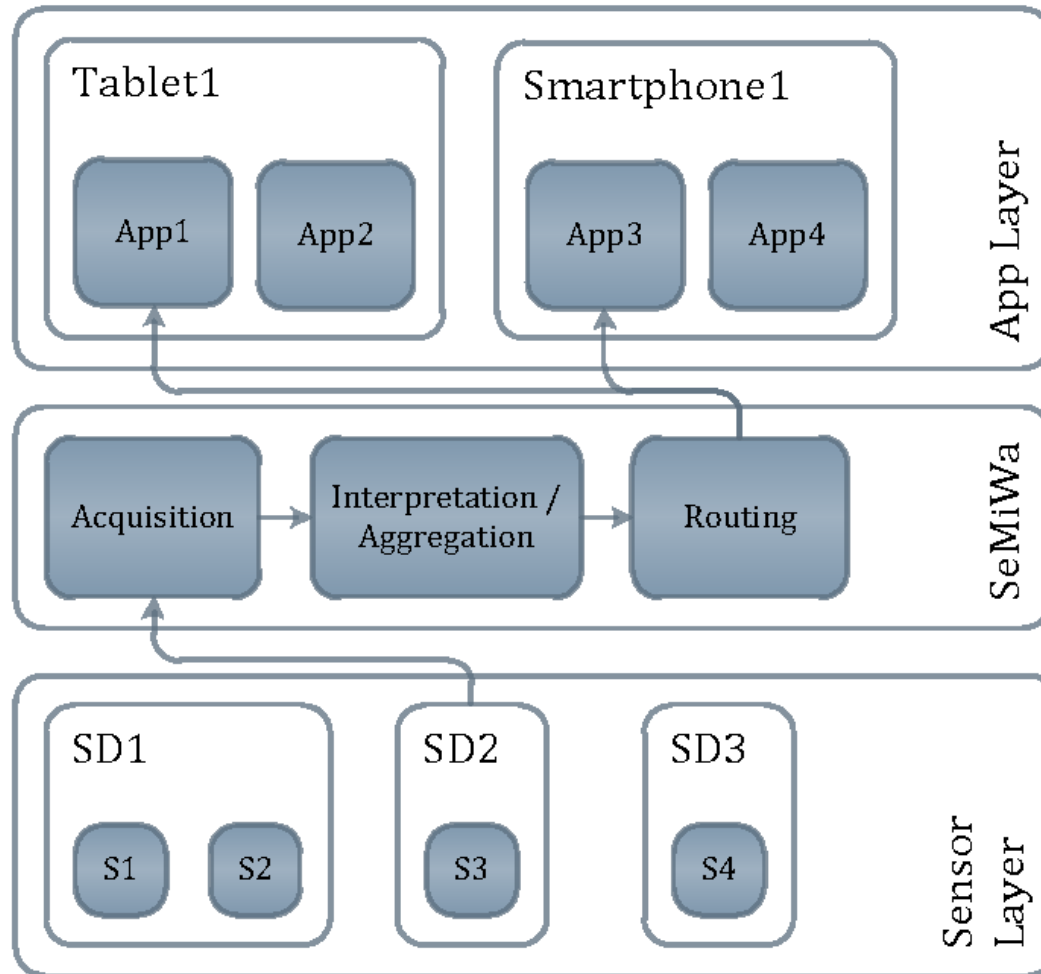 Tablet1
Smartphone1
App1
App2
App3
App4
App Layer
Acquisition
Interpretation /
Aggregation
Routing
SeMiWa
SD1
SD2
SD3
S1
S2
S3
S4
Sensor
Layer